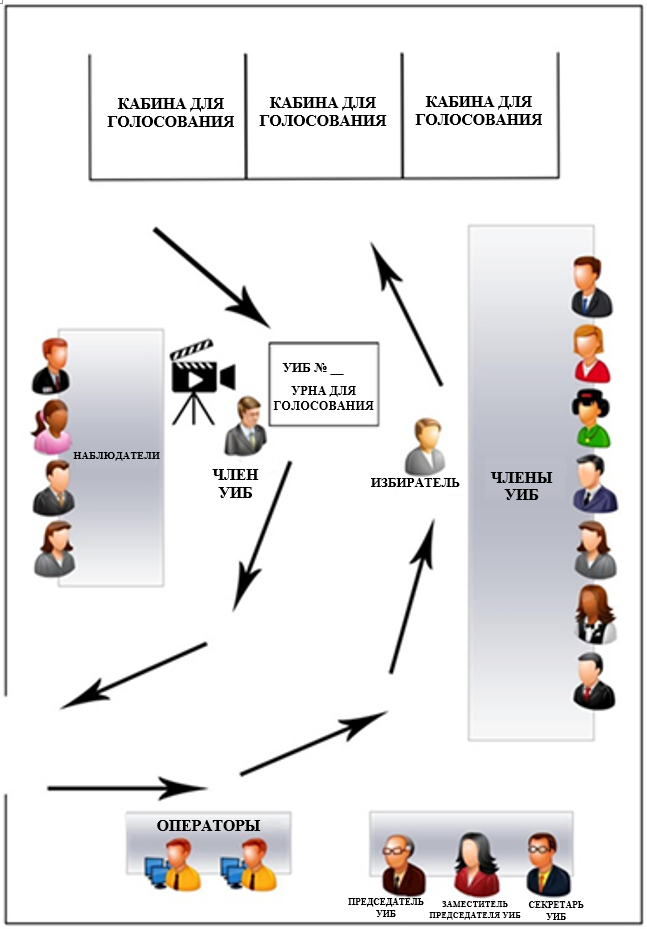 КАБИНА ДЛЯ
ГОЛОСОВАНИЯ
КАБИНА ДЛЯ
ГОЛОСОВАНИЯ
КАБИНА ДЛЯ
ГОЛОСОВАНИЯ
УИБ № __
УРНА ДЛЯ
ГОЛОСОВАНИЯ
НАБЛЮДАТЕЛИ
ЧЛЕН
УИБ
ИЗБИРАТЕЛЬ
ЧЛЕНЫ
УИБ
ОПЕРАТОРЫ
ПРЕДСЕДАТЕЛЬ
УИБ
ЗАМЕСТИТЕЛЬ
ПРЕДСЕДАТЕЛЯ УИБ
СЕКРЕТАРЬ
УИБ